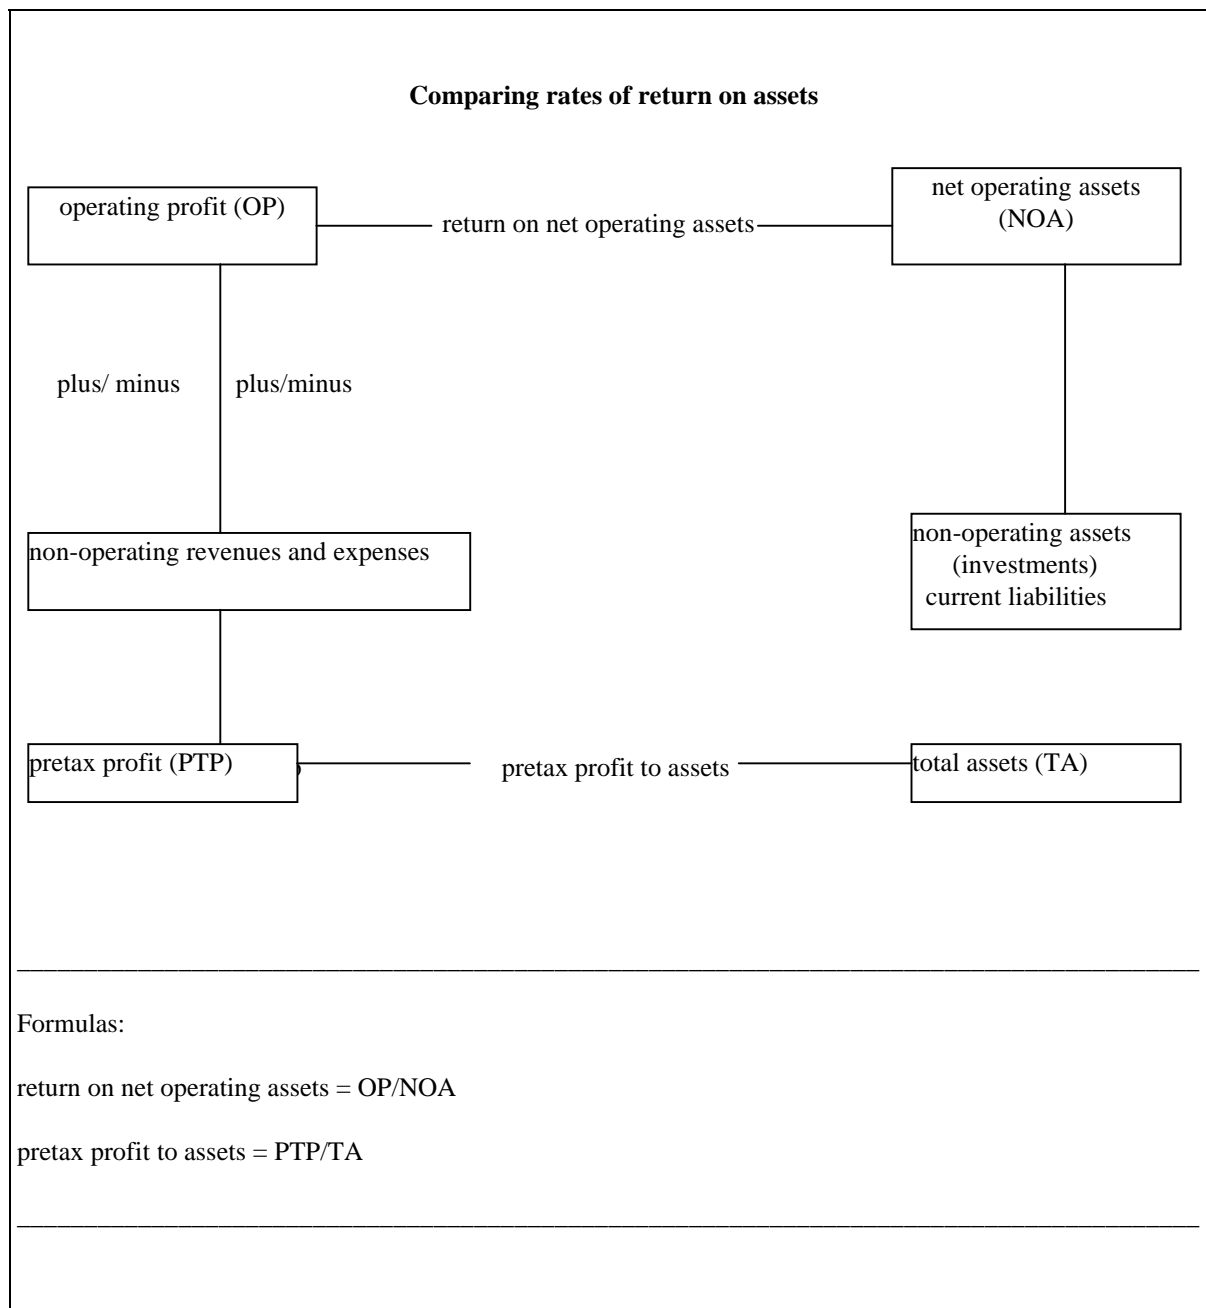 Comparing rates of return on assets
operating profit (OP)
return on net operating assets
net operating assets
(NOA)
plus/ minus
plus/minus
non-operating revenues and expenses
non-operating assets
(investments)
current liabilities
pretax profit (PTP)
pretax profit to assets
total assets (TA)
Formulas:
return on net operating assets = OP/NOA
pretax profit to assets = PTP/TA